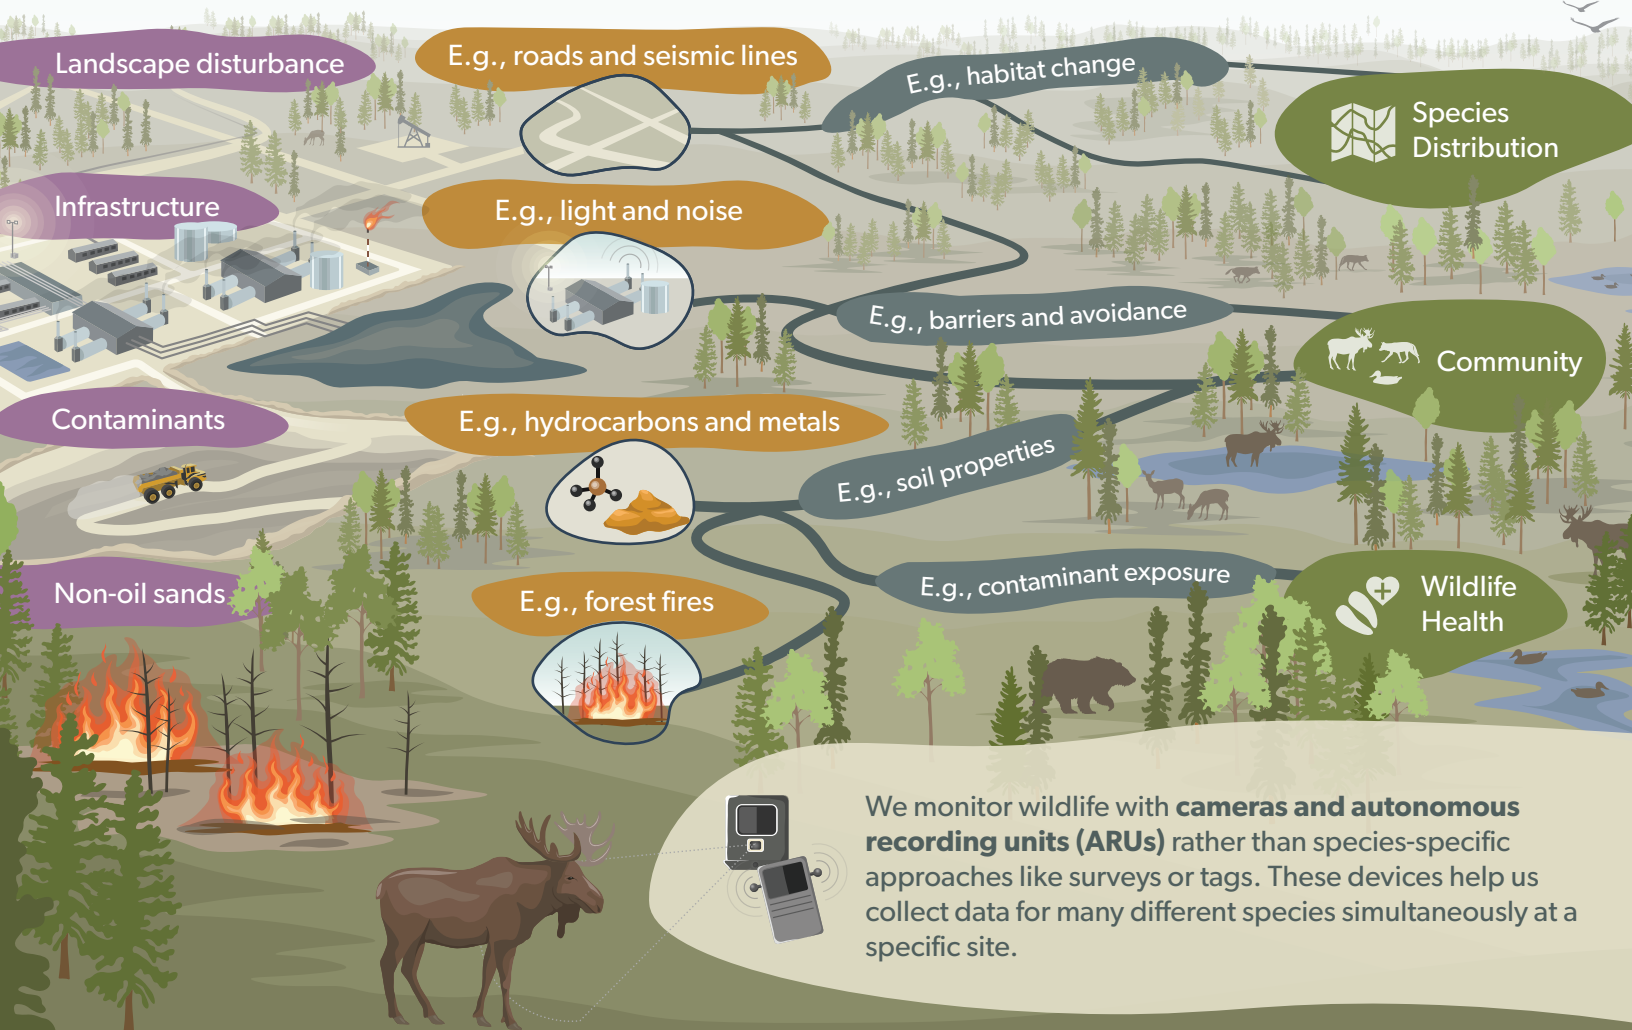 Landscape disturbance
E.g., roads and seismic lines
E.g., habitat change
Species
Distribution
Infrastructure
E.g., light and noise
E.g., barriers and avoidance
Community
Contaminants
E.g., hydrocarbons and metals
E.g., soil properties
Non-oil sands
E.g., forest fires
E.g., contaminant exposure
Wildlife
Health
We monitor wildlife with cameras and autonomous
recording units (ARUs) rather than species-specific
approaches like surveys or tags. These devices help us
collect data for many different species simultaneously at a
specific site.